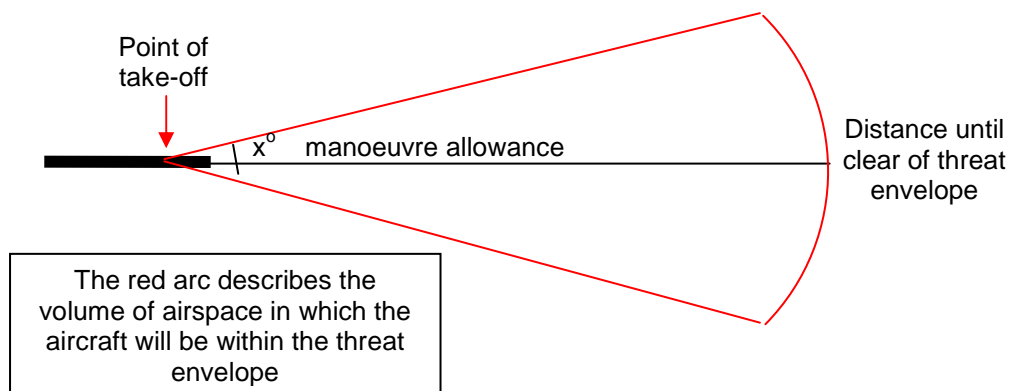 Point of
take-off
x° manoeuvre allowance
Distance until
clear of threat
envelope
The red arc describes the
volume of airspace in which the
aircraft will be within the threat
envelope